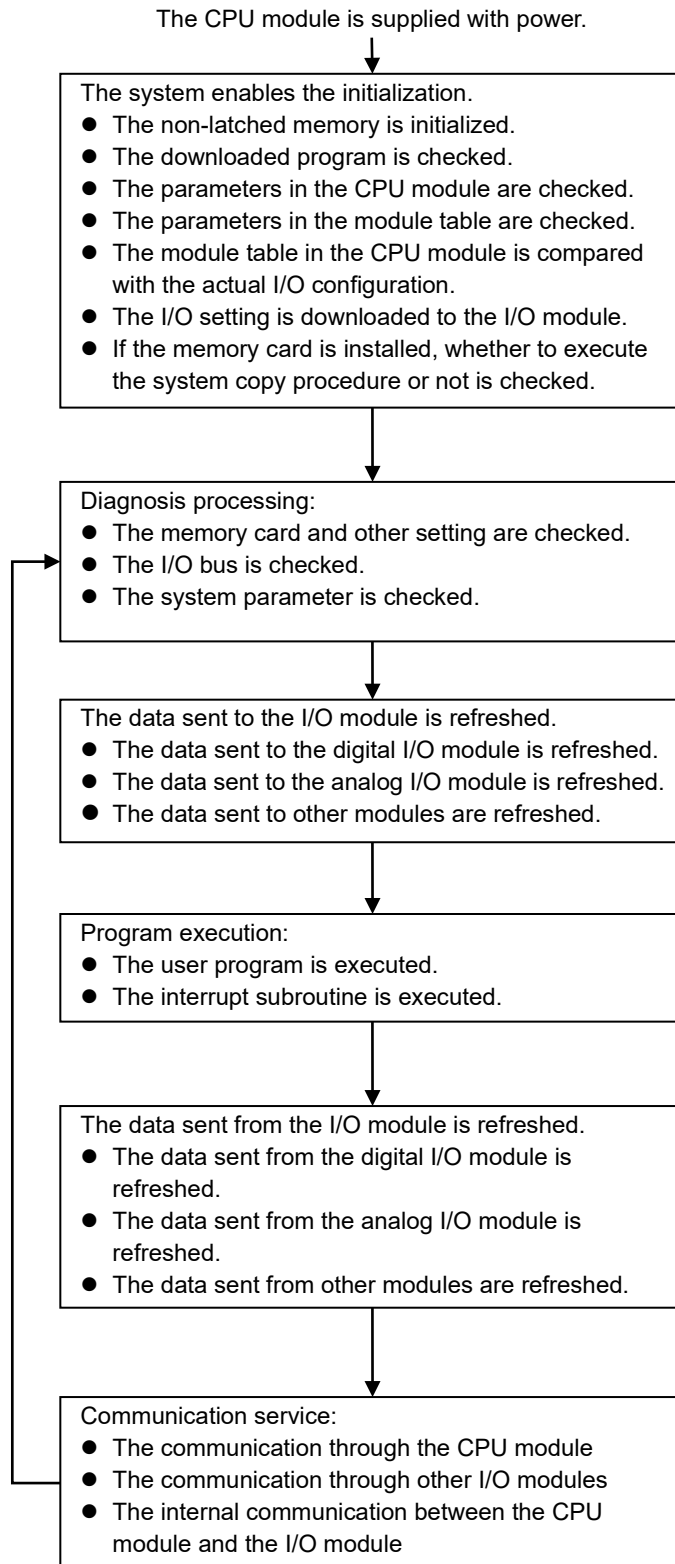 The CPU module is supplied with power.
The system enables the initialization.
● The non-latched memory is initialized.
● The downloaded program is checked.
● The parameters in the CPU module are checked.
● The parameters in the module table are checked.
● The module table in the CPU module is compared
with the actual I/O configuration.
● The I/O setting is downloaded to the I/O module.
● If the memory card is installed, whether to execute
the system copy procedure or not is checked.
Diagnosis processing:
● The memory card and other setting are checked.
● The I/O bus is checked.
● The system parameter is checked.
The data sent to the I/O module is refreshed.
● The data sent to the digital I/O module is refreshed.
● The data sent to the analog I/O module is refreshed.
● The data sent to other modules are refreshed.
Program execution:
● The user program is executed.
● The interrupt subroutine is executed.
The data sent from the I/O module is refreshed.
● The data sent from the digital I/O module is
refreshed.
● The data sent from the analog I/O module is
refreshed.
● The data sent from other modules are refreshed.
Communication service:
● The communication through the CPU module
● The communication through other I/O modules
● The internal communication between the CPU
module and the I/O module